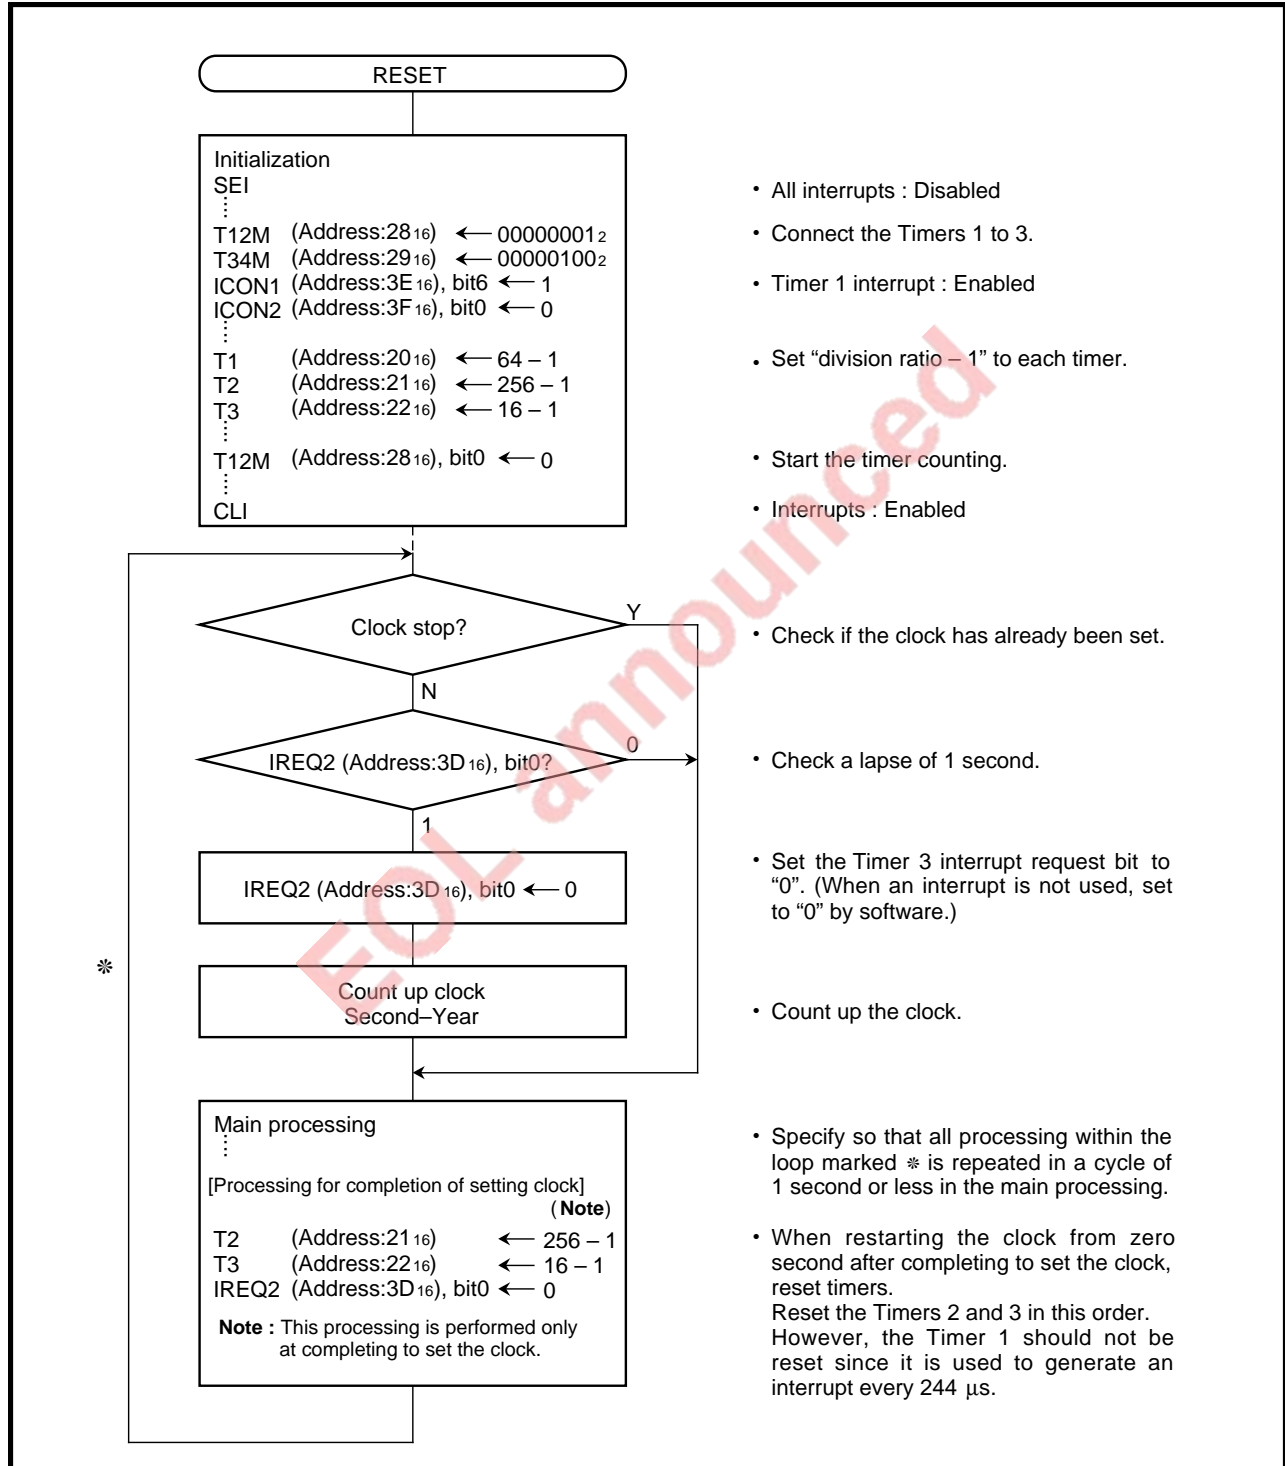 RESET
Initialization
SEI
T12M (Address:28₁₆) ← 00000001₂
T34M (Address:29₁₆) ← 00000100₂
ICON1 (Address:3E₁₆), bit6 ← 1
ICON2 (Address:3F₁₆), bit0 ← 0
T1 (Address:20₁₆) ← 64 – 1
T2 (Address:21₁₆) ← 256 – 1
T3 (Address:22₁₆) ← 16 – 1
T12M (Address:28₁₆), bit0 ← 0
CLI
• All interrupts : Disabled
• Connect the Timers 1 to 3.
• Timer 1 interrupt : Enabled
• Set “division ratio – 1” to each timer.
• Start the timer counting.
• Interrupts : Enabled
Clock stop?
Y
N
• Check if the clock has already been set.
IREQ2 (Address:3D₁₆), bit0?
0
1
• Check a lapse of 1 second.
IREQ2 (Address:3D₁₆), bit0 ← 0
• Set the Timer 3 interrupt request bit to
“0”. (When an interrupt is not used, set
to “0” by software.)
❊
Count up clock
Second–Year
• Count up the clock.
Main processing
[Processing for completion of setting clock]
(Note)
T2 (Address:21₁₆) ← 256 – 1
T3 (Address:22₁₆) ← 16 – 1
IREQ2 (Address:3D₁₆), bit0 ← 0
Note : This processing is performed only
at completing to set the clock.
• Specify so that all processing within the
loop marked ❊ is repeated in a cycle of
1 second or less in the main processing.
• When restarting the clock from zero
second after completing to set the clock,
reset timers.
Reset the Timers 2 and 3 in this order.
However, the Timer 1 should not be
reset since it is used to generate an
interrupt every 244 μs.
EOL announced